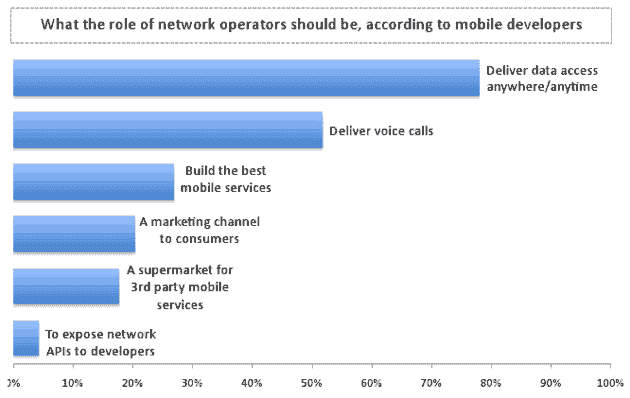 What the role of network operators should be, according to mobile developers
Deliver data access
anywhere/anytime
Deliver voice calls
Build the best
mobile services
A marketing channel
to consumers
A supermarket for
3rd party mobile
services
To expose network
APIs to developers
0% 10% 20% 30% 40% 50% 60% 70% 80% 90% 100%